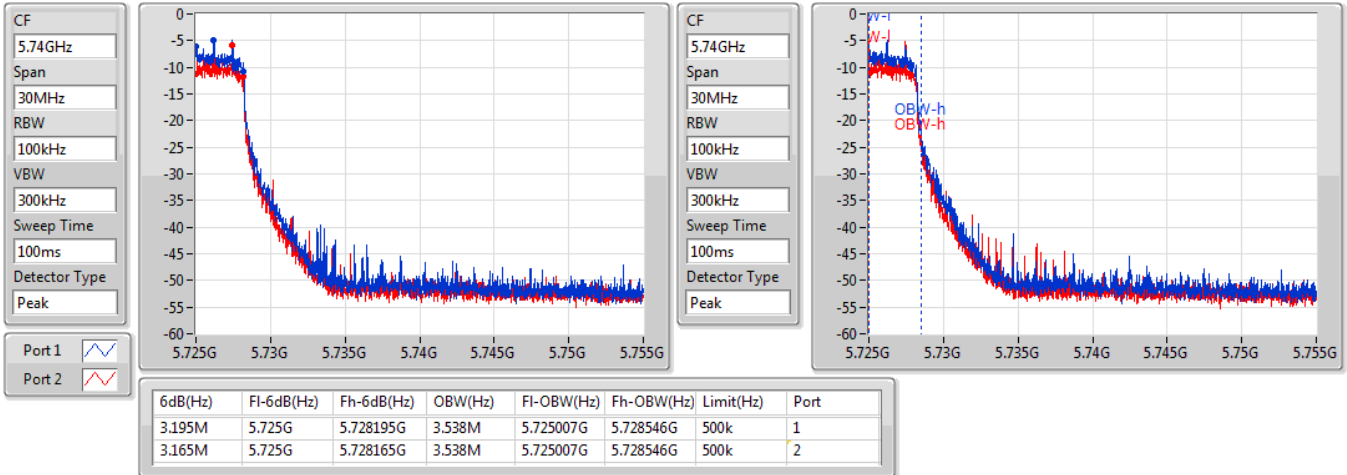 CF
5.74GHz
Span
30MHz
RBW
100kHz
VBW
300kHz
Sweep Time
100ms
Detector Type
Peak
Port 1
Port 2
0-
-5-
-10-
-15-
-20-
-25-
-30-
-35-
-40-
-45-
-50-
-55-
-60-
5.725G 5.73G 5.735G 5.74G 5.745G 5.75G 5.755G
CF
5.74GHz
Span
30MHz
RBW
100kHz
VBW
300kHz
Sweep Time
100ms
Detector Type
Peak
0-
-5-
-10-
-15-
-20-
-25-
-30-
-35-
-40-
-45-
-50-
-55-
-60-
W-l
W-l
OBW-h
OBW-h
5.725G 5.73G 5.735G 5.74G 5.745G 5.75G 5.755G
6dB(Hz) Fl-6dB(Hz) Fh-6dB(Hz) OBW(Hz) Fl-OBW(Hz) Fh-OBW(Hz) Limit(Hz) Port
3.195M 5.725G 5.728195G 3.538M 5.725007G 5.728546G 500k 1
3.165M 5.725G 5.728165G 3.538M 5.725007G 5.728546G 500k 2